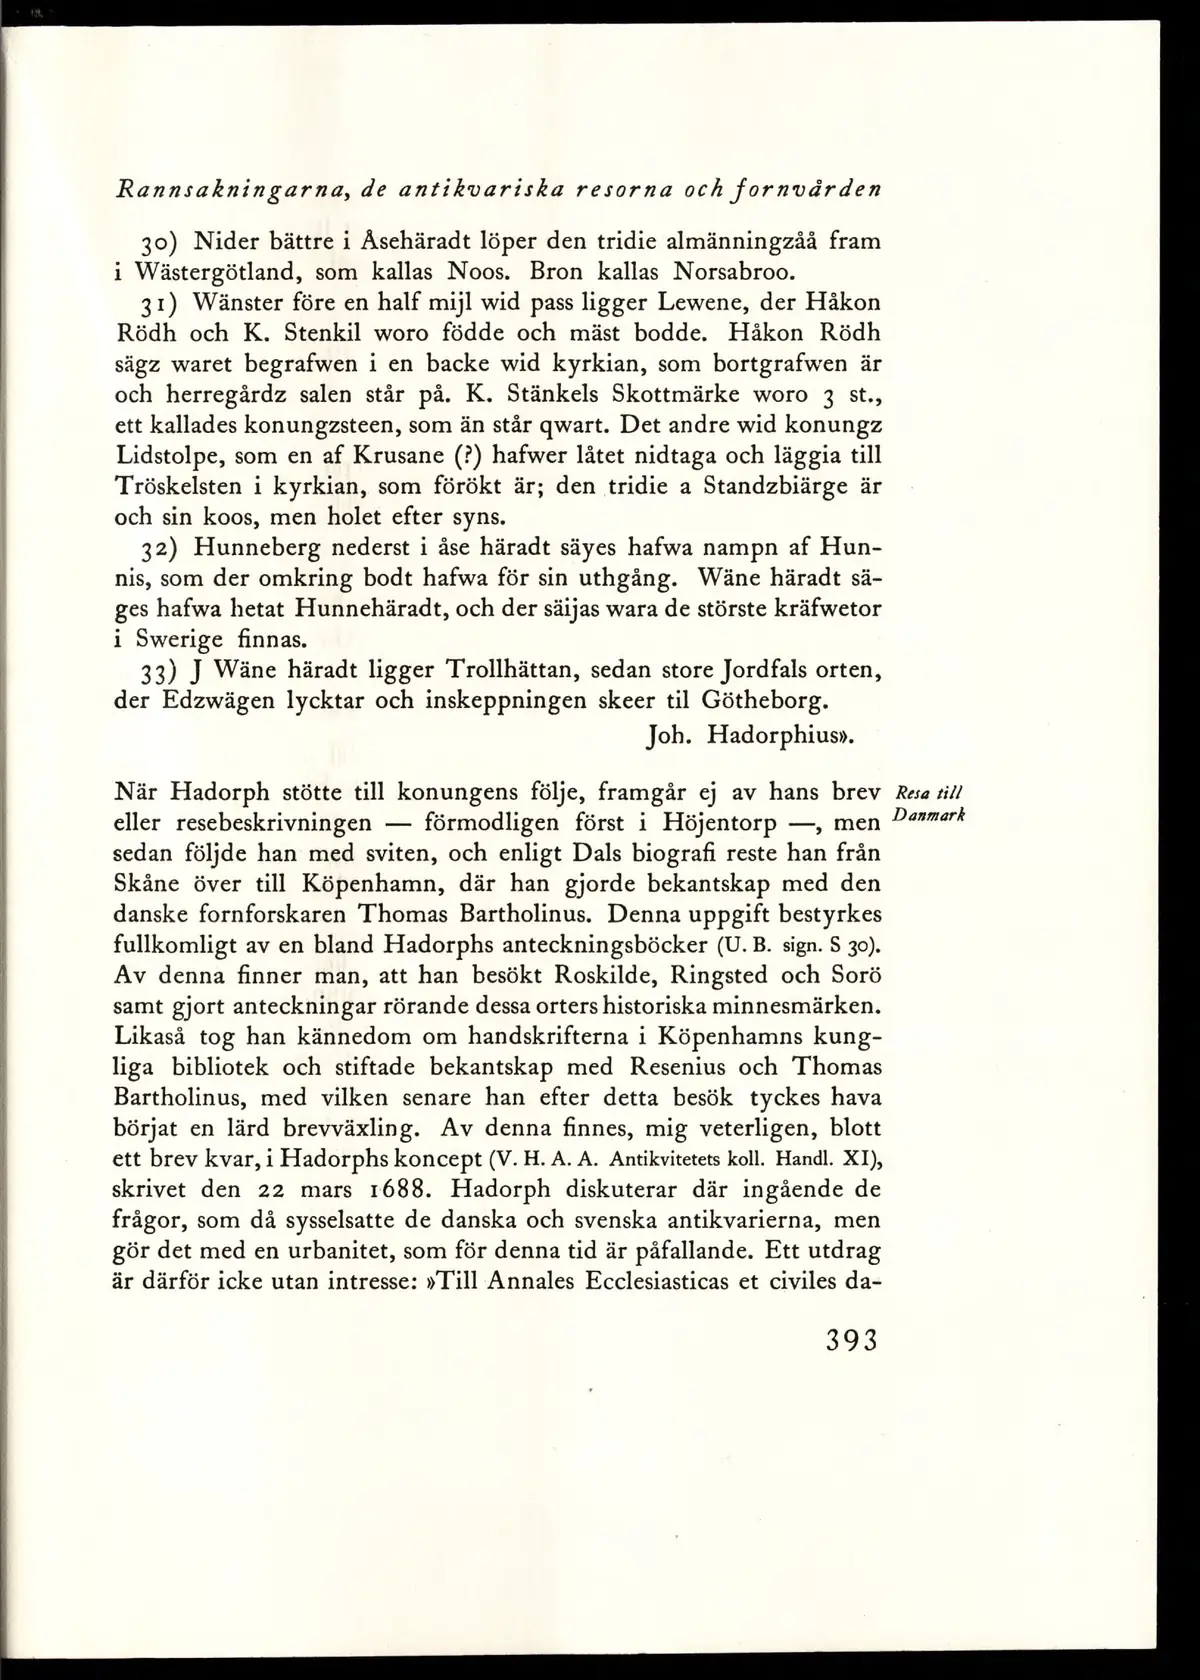 Rannsakningarna, de antikvariska resorna och fornvården
30) Nider bättre i Åsehäradt löper den tridie almänningzåå fram
i Wästergötland, som kallas Noos. Bron kallas Norsabroo.
31) Wänster före en half mijl wid pass ligger Lewene, der Håkon
Rödh och K. Stenkil woro födde och mäst bodde. Håkon Rödh
sägz waret begrafwen i en backe wid kyrkian, som bortgrafwen är
och herregårdz salen står på. K. Stänkels Skottmärke woro 3 st.,
ett kallades konungzsteen, som än står qwart. Det andre wid konungz
Lidstolpe, som en af Krusane (?) hafwer låtet nidtaga och läggia till
Tröskelsten i kyrkian, som förökt är; den tridie a Standzbiärge är
och sin koos, men holet efter syns.
32) Hunneberg nederst i åse häradt säyes hafwa nampn af Hun-
nis, som der omkring bodt hafwa för sin uthgång. Wäne häradt sä-
ges hafwa hetat Hunnehäradt, och der säijas wara de störste kräfwetor
i Swerige finnas.
33) J Wäne häradt ligger Trollhättan, sedan store Jordfals orten,
der Edzwägen lycktar och inskeppningen skeer til Götheborg.
Joh. Hadorphius».
När Hadorph stötte till konungens följe, framgår ej av hans brev
eller resebeskrivningen — förmodligen först i Höjentorp —, men
sedan följde han med sviten, och enligt Dals biografi reste han från
Skåne över till Köpenhamn, där han gjorde bekantskap med den
danske fornforskaren Thomas Bartholinus. Denna uppgift bestyrkes
fullkomligt av en bland Hadorphs anteckningsböcker (U. B. sign. S 30).
Av denna finner man, att han besökt Roskilde, Ringsted och Sorö
samt gjort anteckningar rörande dessa orters historiska minnesmärken.
Likaså tog han kännedom om handskrifterna i Köpenhamns kung-
liga bibliotek och stiftade bekantskap med Resenius och Thomas
Bartholinus, med vilken senare han efter detta besök tyckes hava
börjat en lärd brevväxling. Av denna finnes, mig veterligen, blott
ett brev kvar, i Hadorphs koncept (V. H. A. A. Antikvitetets koll. Handl. XI),
skrivet den 22 mars 1688. Hadorph diskuterar där ingående de
frågor, som då sysselsatte de danska och svenska antikvarierna, men
gör det med en urbanitet, som för denna tid är påfallande. Ett utdrag
är därför icke utan intresse: »Till Annales Ecclesiasticas et civiles da-
Resa till
Danmark
393